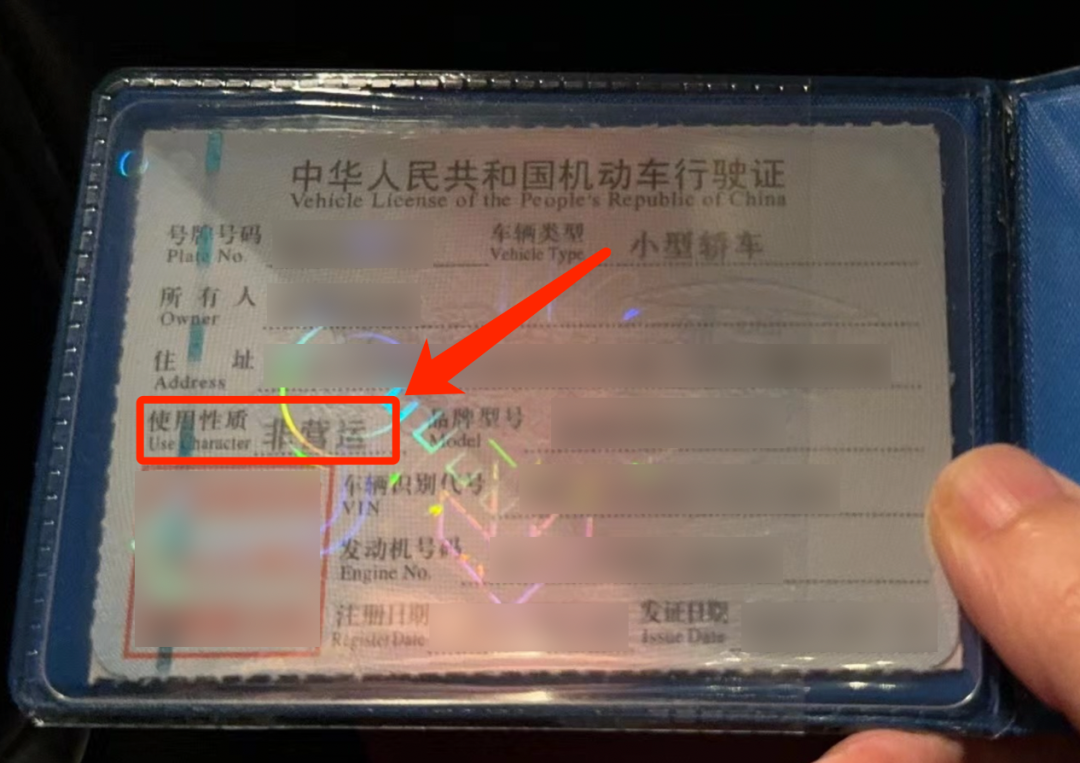 中华人民共和国机动车行驶证
Vehicle License of the People's Republic of China
号牌号码
Plate No.
车辆类型 小型轿车
Vehicle Type
所有人
Owner
住址
Address
使用性质 非营运
Use Character
品牌型号
Model
车辆识别代号
VIN
发动机号码
Engine No.
注册日期
Register Date
发证日期
Issue Date